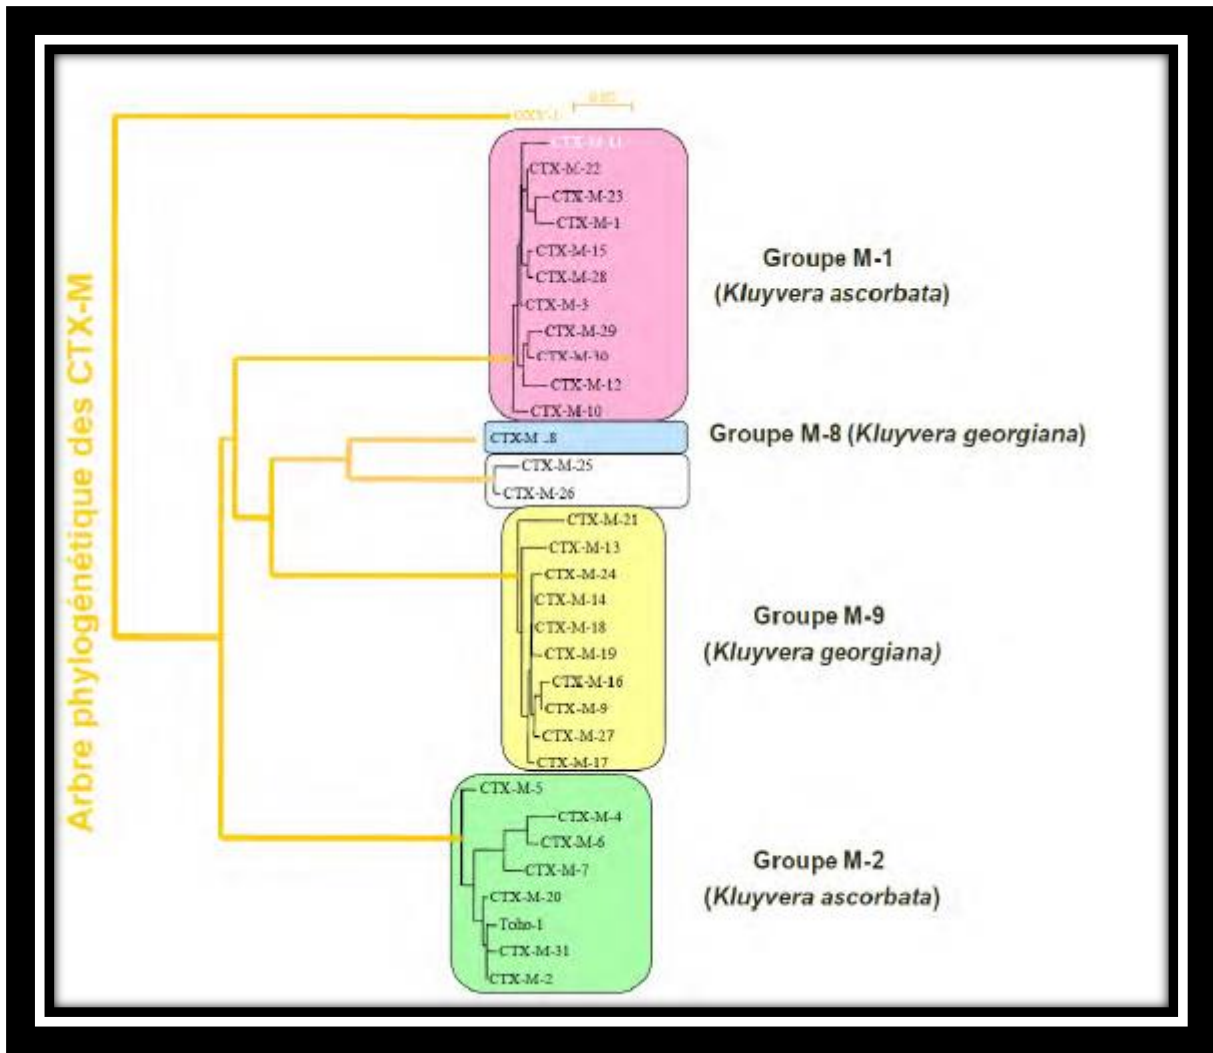 Arbre phylogénétique des CTX-M
OXY-1
CTX-M-11
CTX-M-22
CTX-M-23
CTX-M-1
CTX-M-15
CTX-M-28
CTX-M-3
CTX-M-29
CTX-M-30
CTX-M-12
CTX-M-10
Groupe M-1
(Kluyvera ascorbata)
CTX-M -8
Groupe M-8 (Kluyvera georgiana)
CTX-M-25
CTX-M-26
CTX-M-21
CTX-M-13
CTX-M-24
CTX-M-14
CTX-M-18
CTX-M-19
CTX-M-16
CTX-M-9
CTX-M-27
CTX-M-17
Groupe M-9
(Kluyvera georgiana)
CTX-M-5
CTX-M-4
CTX-M-6
CTX-M-7
CTX-M-20
Toho-1
CTX-M-31
CTX-M-2
Groupe M-2
(Kluyvera ascorbata)